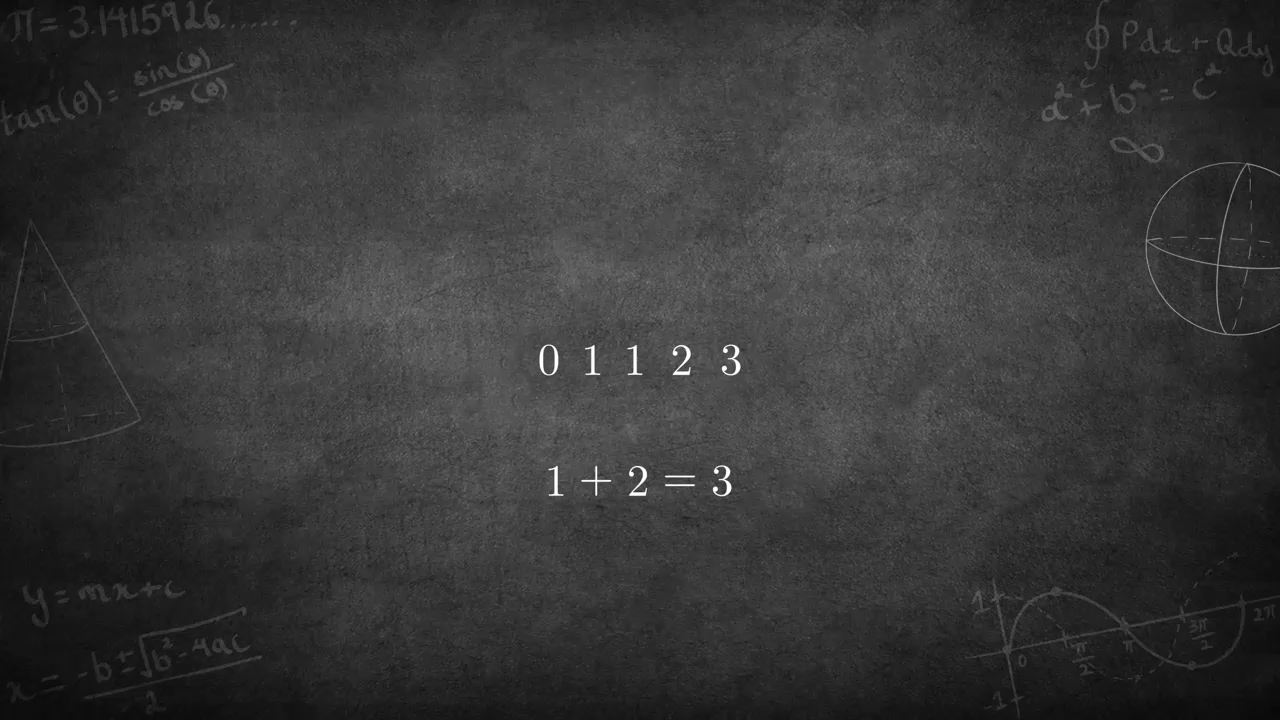 π = 3.1415926.......
tan(θ) = sin(θ) / cos(θ)
∮ Pdx + Qdy
a² + b² = c²
∞
0 1 1 2 3
1 + 2 = 3
y = mx + c
x = -b ± √b² - 4ac / 2
1
0 π/2 π 3π/2 2π
-1